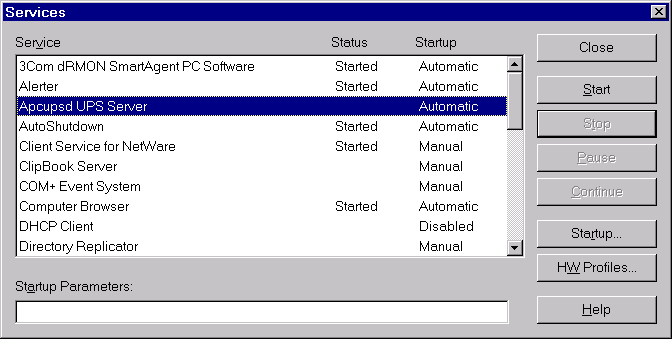 Services
Service Status Startup
3Com dRMON SmartAgent PC Software Started Automatic
Alerter Started Automatic
Apcupsd UPS Server Automatic
AutoShutdown Started Automatic
Client Service for NetWare Started Manual
ClipBook Server Manual
COM+ Event System Manual
Computer Browser Started Automatic
DHCP Client Disabled
Directory Replicator Manual
Startup Parameters:
Close
Start
Stop
Pause
Continue
Startup...
HW Profiles...
Help